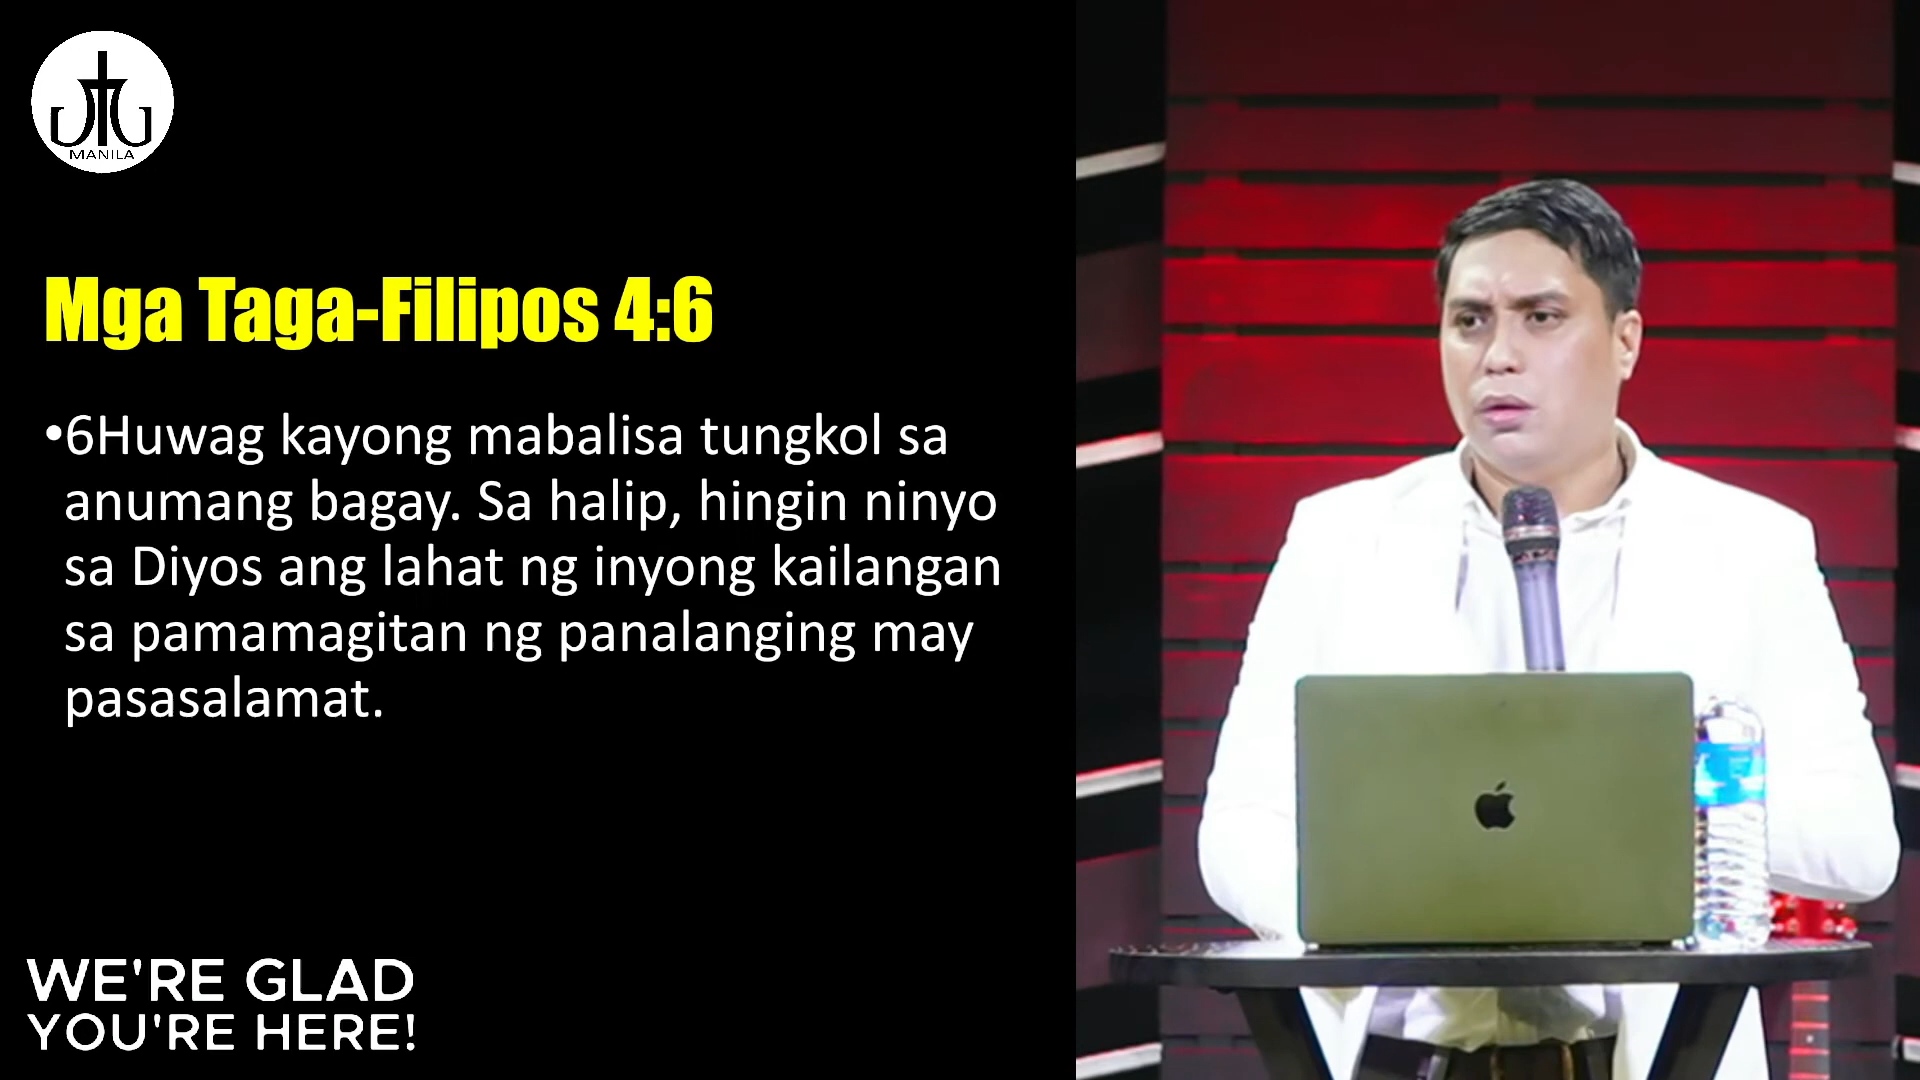 JTG
MANILA
Mga Taga-Filipos 4:6
•6Huwag kayong mabalisa tungkol sa
anumang bagay. Sa halip, hingin ninyo
sa Diyos ang lahat ng inyong kailangan
sa pamamagitan ng panalanging may
pasasalamat.
WE'RE GLAD
YOU'RE HERE!